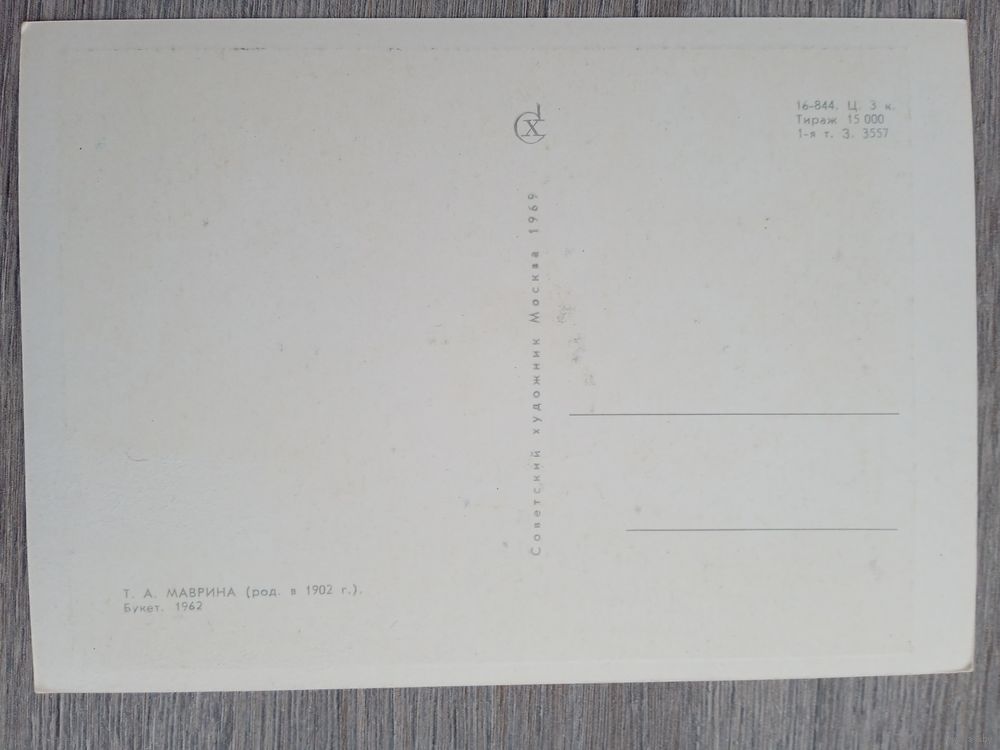 16-844. Ц. 3 к.
Тираж 15 000
1-я т. З. 3557
СХ
Советский художник Москва 1969
Т. А. МАВРИНА (род. в 1902 г.).
Букет. 1962